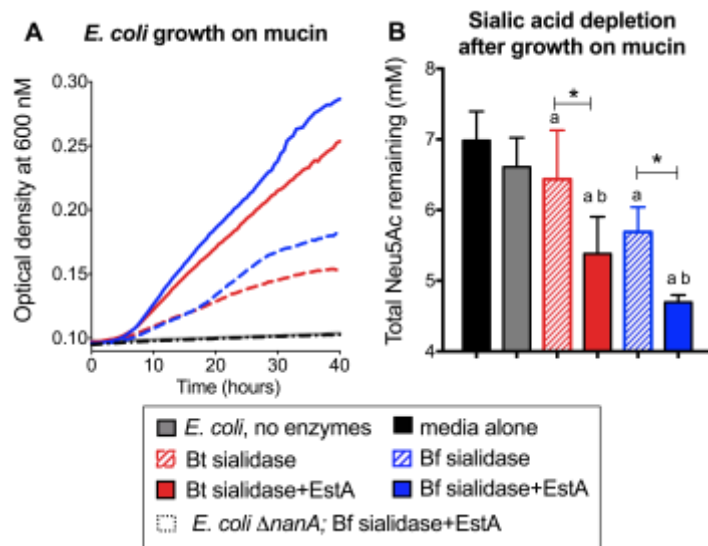 A
E. coli growth on mucin
Optical density at 600 nM
0.30
0.25
0.20
0.15
0.10
0
10
20
30
40
Time (hours)
B
Sialic acid depletion
after growth on mucin
Total Neu5Ac remaining (mM)
8
7
6
5
4
*
a
a b
*
a
a b
E. coli, no enzymes
media alone
Bt sialidase
Bf sialidase
Bt sialidase+EstA
Bf sialidase+EstA
E. coli ΔnanA; Bf sialidase+EstA